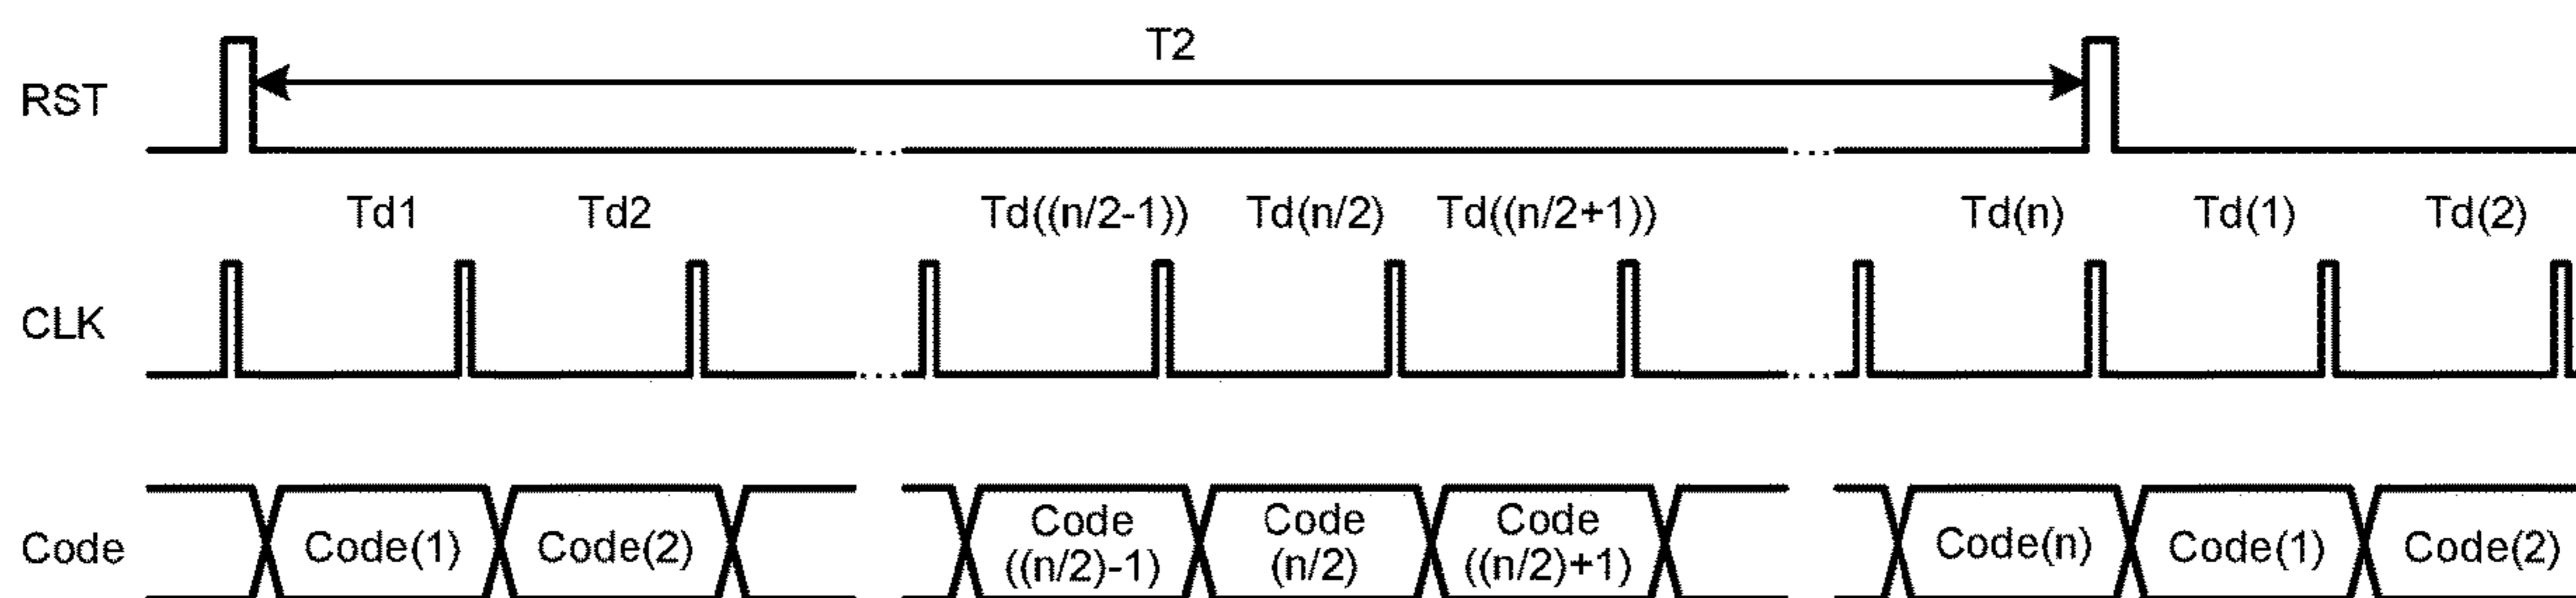 T2
RST
Td1 Td2 Td((n/2-1)) Td(n/2) Td((n/2+1)) Td(n) Td(1) Td(2)
CLK
Code Code(1) Code(2) Code ((n/2)-1) Code (n/2) Code ((n/2)+1) Code(n) Code(1) Code(2)